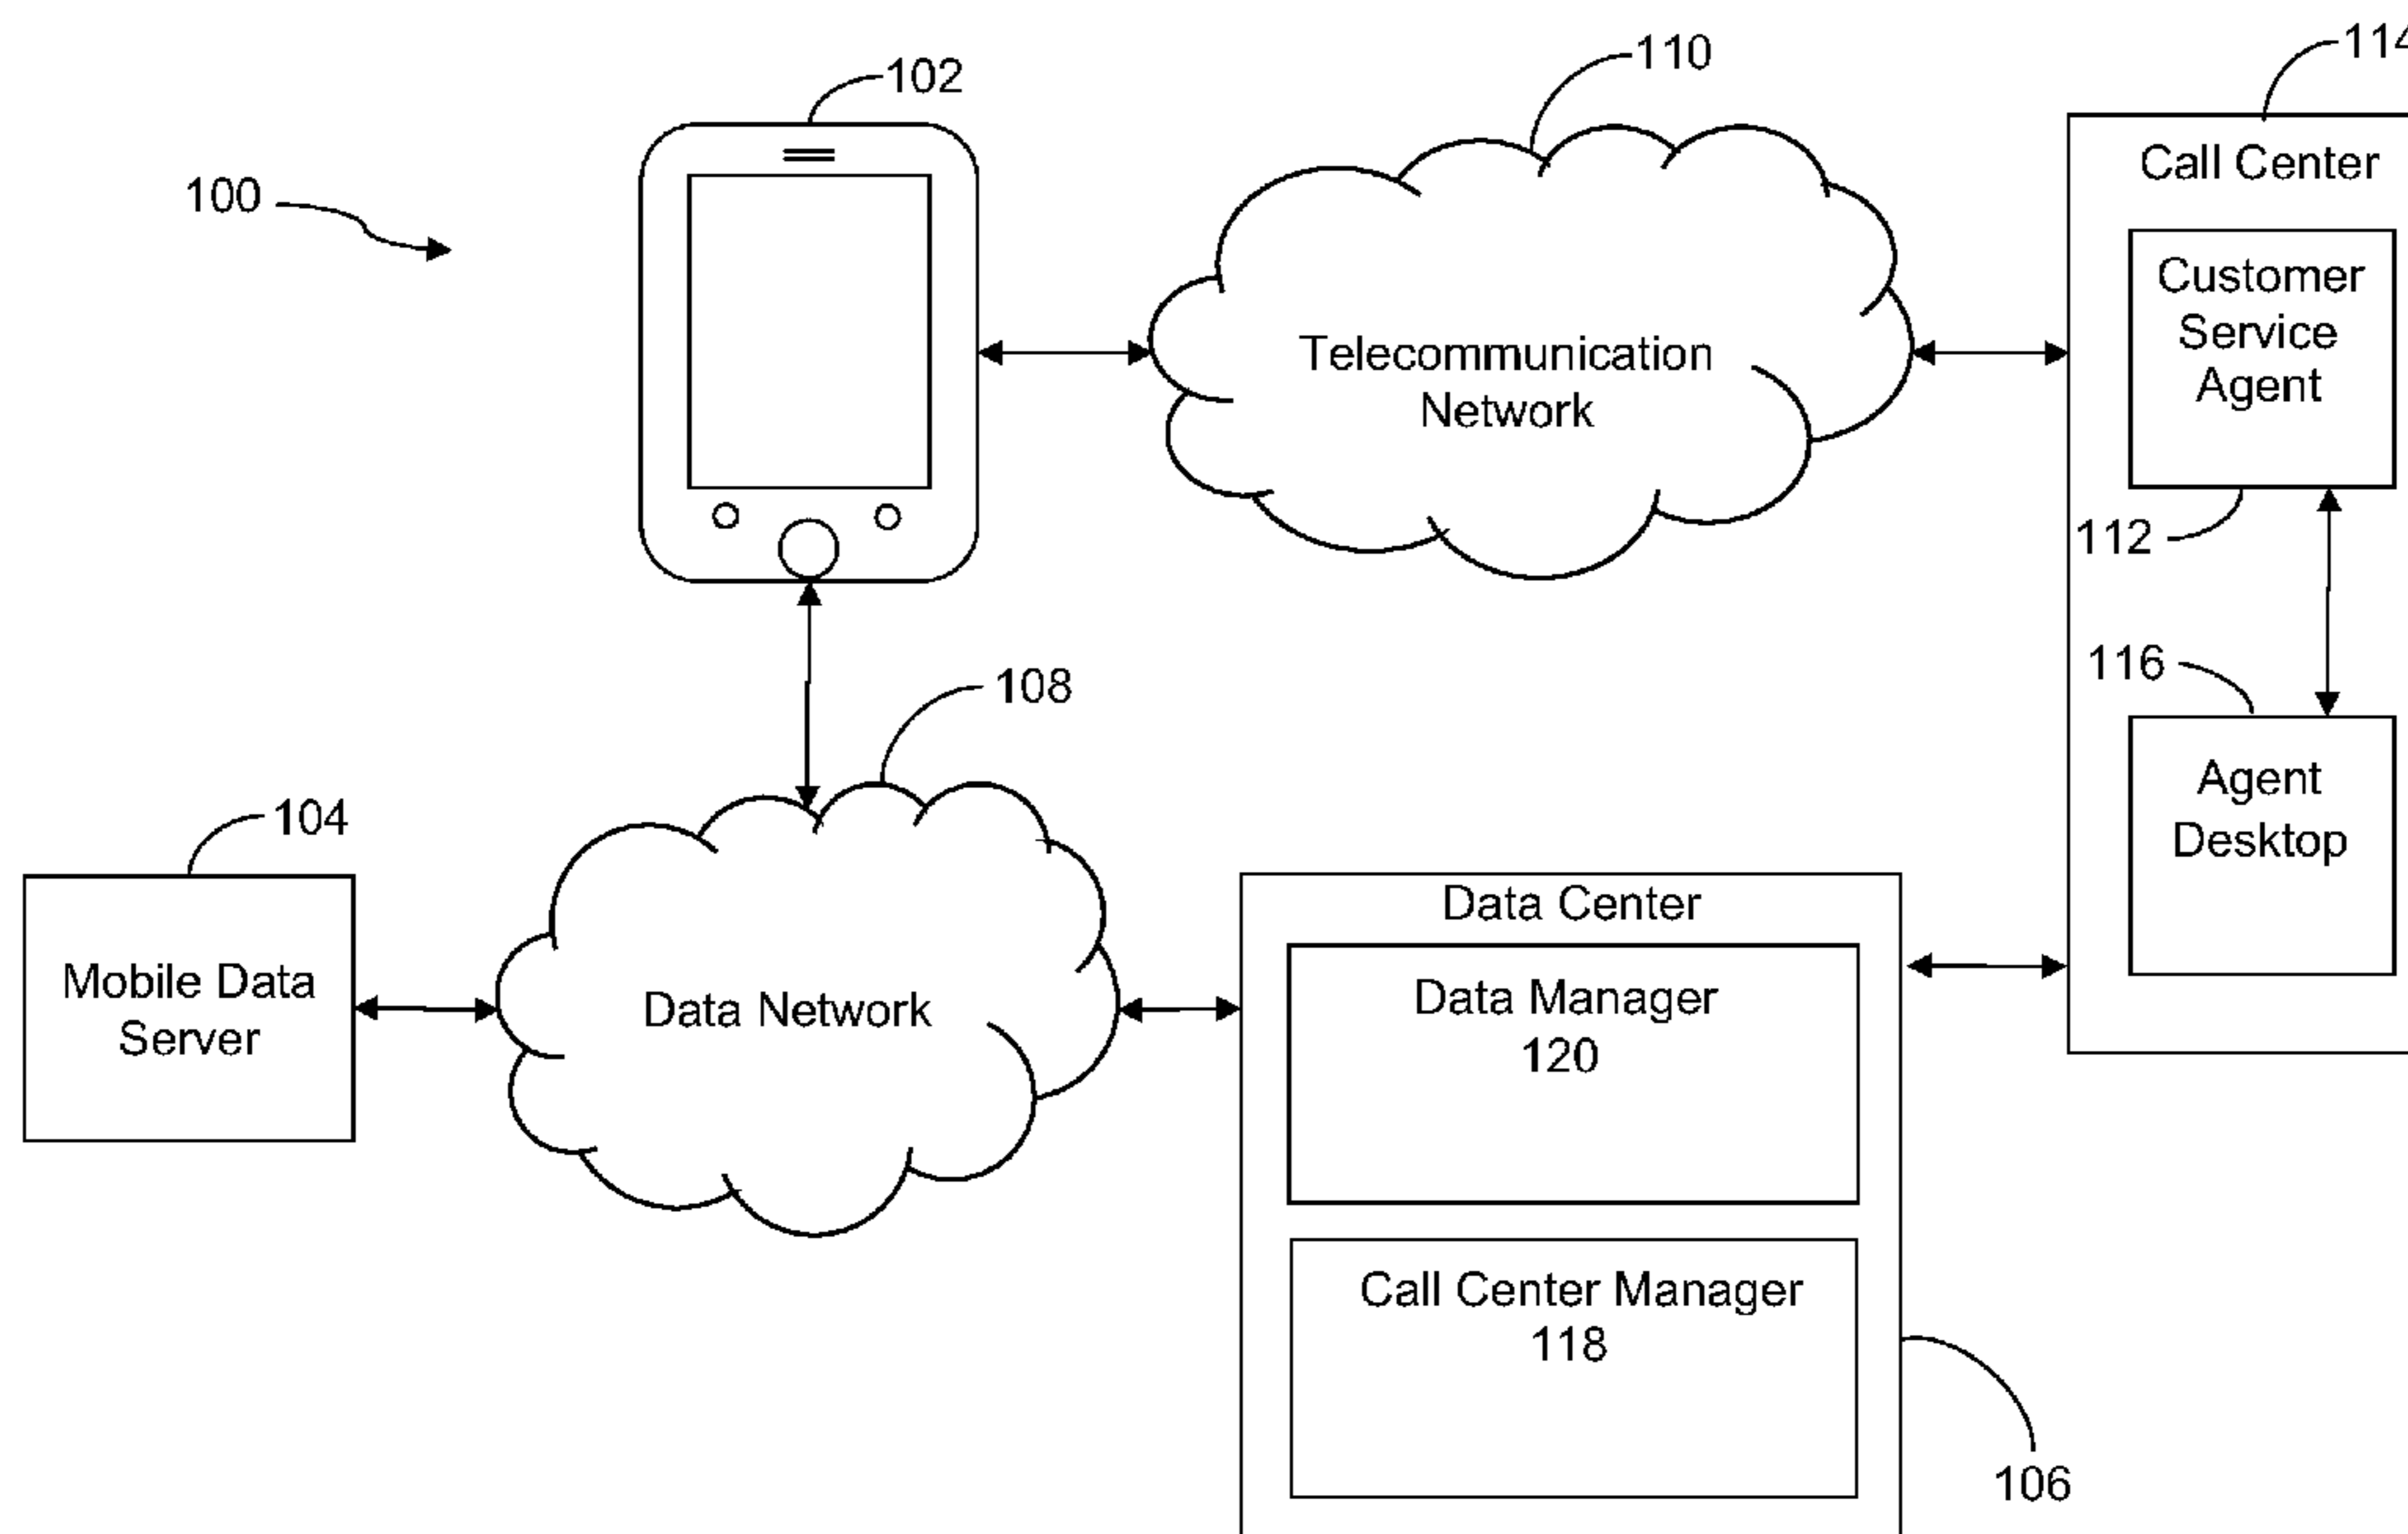 102
110
114
100
Call Center
Customer
Service
Agent
Telecommunication
Network
112
116
108
Agent
Desktop
104
Data Center
Mobile Data
Server
Data Network
Data Manager
120
Call Center Manager
118
106